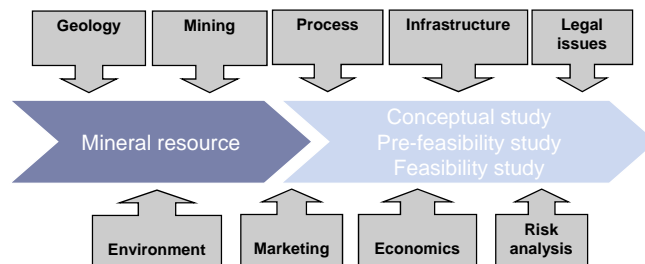 Geology
Mining
Process
Infrastructure
Legal
issues
Mineral resource
Conceptual study
Pre-feasibility study
Feasibility study
Environment
Marketing
Economics
Risk
analysis